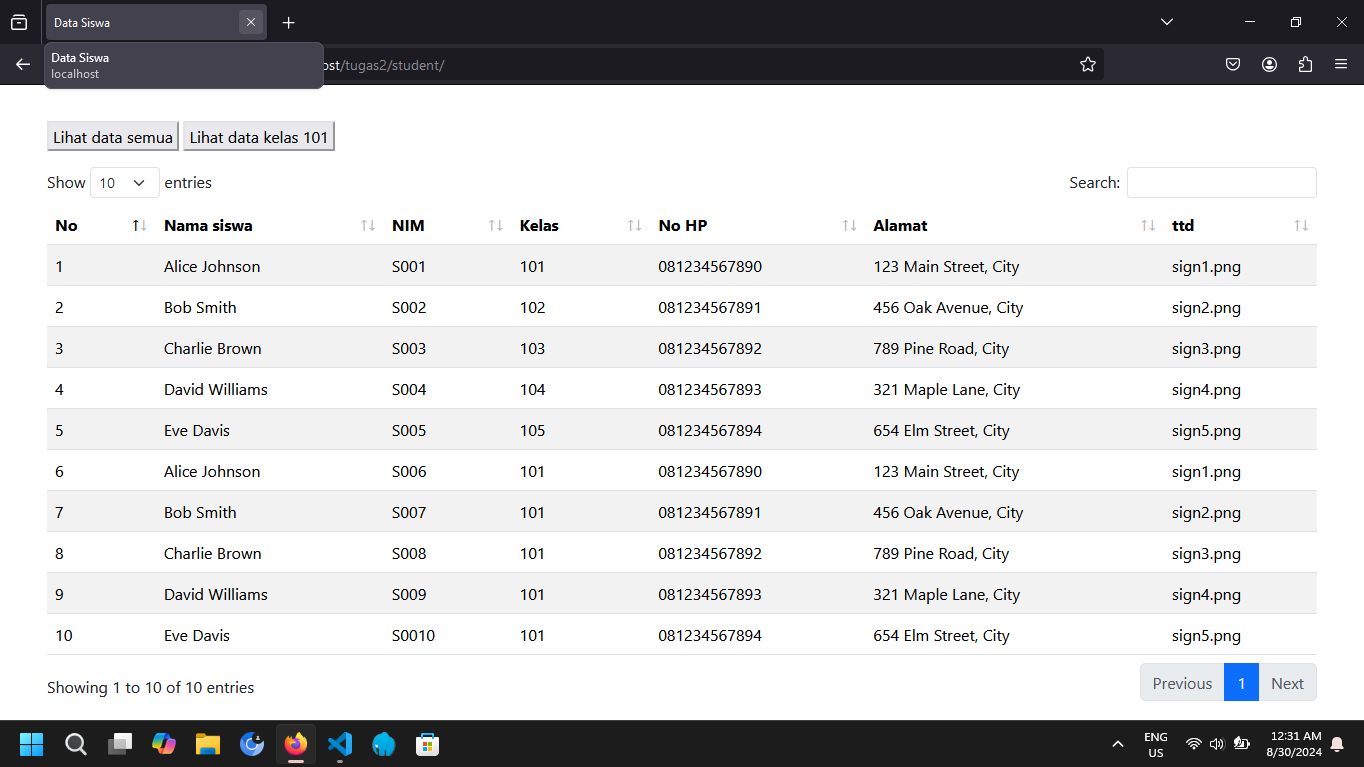 Data Siswa
Data Siswa
localhost
ost/tugas2/student/
Lihat data semua Lihat data kelas 101
Show 10 entries Search:
No Nama siswa NIM Kelas No HP Alamat ttd
1 Alice Johnson S001 101 081234567890 123 Main Street, City sign1.png
2 Bob Smith S002 102 081234567891 456 Oak Avenue, City sign2.png
3 Charlie Brown S003 103 081234567892 789 Pine Road, City sign3.png
4 David Williams S004 104 081234567893 321 Maple Lane, City sign4.png
5 Eve Davis S005 105 081234567894 654 Elm Street, City sign5.png
6 Alice Johnson S006 101 081234567890 123 Main Street, City sign1.png
7 Bob Smith S007 101 081234567891 456 Oak Avenue, City sign2.png
8 Charlie Brown S008 101 081234567892 789 Pine Road, City sign3.png
9 David Williams S009 101 081234567893 321 Maple Lane, City sign4.png
10 Eve Davis S0010 101 081234567894 654 Elm Street, City sign5.png
Showing 1 to 10 of 10 entries Previous 1 Next
ENG 12:31 AM
US 8/30/2024